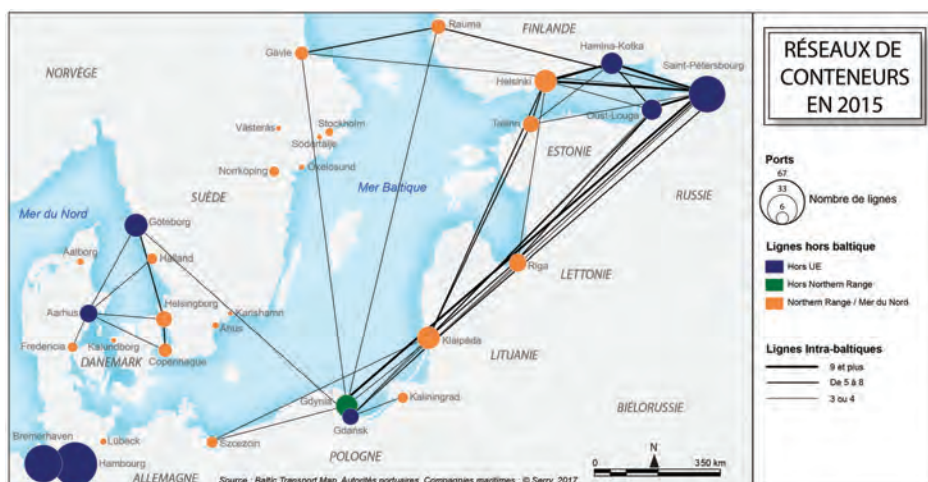 RÉSEAUX DE
CONTENEURS
EN 2015
Ports
67
33
6
Nombre de lignes
Lignes hors baltique
Hors UE
Hors Northern Range
Northern Range / Mer du Nord
Lignes Intra-baltiques
9 et plus
De 5 à 8
3 ou 4
NORVÈGE
FINLANDE
SUÈDE
ESTONIE
RUSSIE
LETTONIE
LITUANIE
BIÉLORUSSIE
POLOGNE
ALLEMAGNE
DANEMARK
Mer du Nord
Mer Baltique
Rauma
Gävle
Hamina-Kotka
Saint-Pétersbourg
Helsinki
Oust-Louga
Tallinn
Västerås
Stockholm
Södertälje
Norrköping
Oxelösund
Göteborg
Aalborg
Halland
Riga
Aarhus
Helsingborg
Karlshamn
Åhus
Fredericia
Kalundborg
Copenhague
Klaipėda
Gdynia
Gdańsk
Kaliningrad
Szczecin
Bremerhaven
Lübeck
Hambourg
N
0
350 km
Source : Baltic Transport Map, Autorités portuaires, Compagnies maritimes ; © Serry, 2017